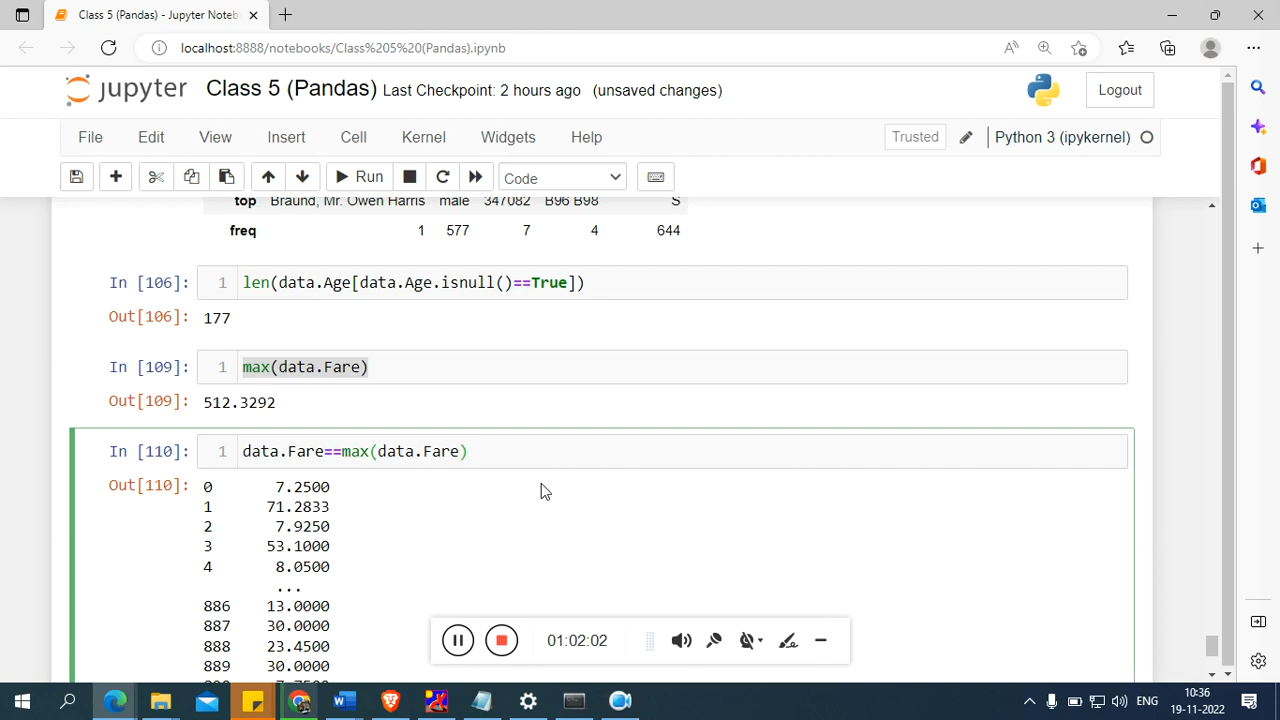 Class 5 (Pandas) - Jupyter Noteb
localhost:8888/notebooks/Class%205%20(Pandas).ipynb
jupyter Class 5 (Pandas) Last Checkpoint: 2 hours ago (unsaved changes) Logout
File Edit View Insert Cell Kernel Widgets Help Trusted Python 3 (ipykernel)
Run Code
top Braund, Mr. Owen Harris male 347082 B96 B98 S
freq 1 577 7 4 644
In [106]: 1 len(data.Age[data.Age.isnull()==True])
Out[106]: 177
In [109]: 1 max(data.Fare)
Out[109]: 512.3292
In [110]: 1 data.Fare==max(data.Fare)
Out[110]: 0 7.2500
1 71.2833
2 7.9250
3 53.1000
4 8.0500
...
886 13.0000
887 30.0000
888 23.4500
889 30.0000
01:02:02
ENG
10:36
19-11-2022